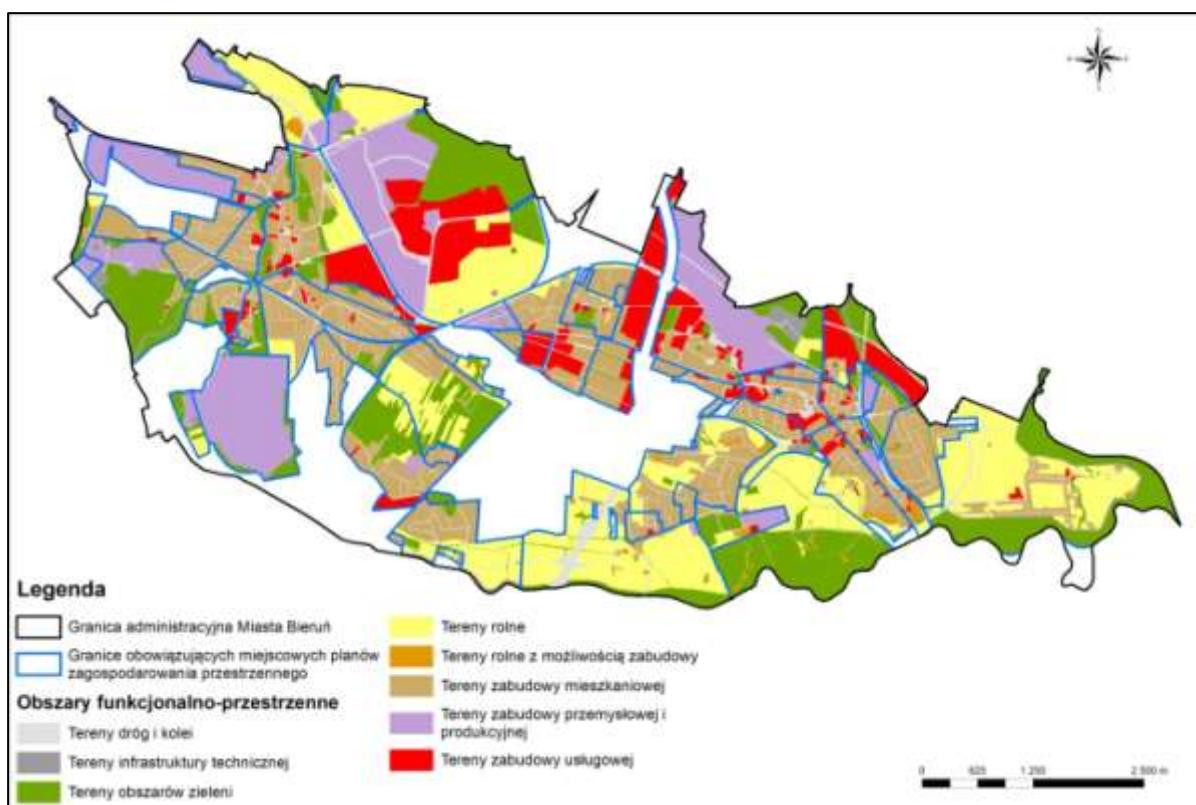 N
Legenda
Granica administracyjna Miasta Bieruń
Granice obowiązujących miejscowych planów
zagospodarowania przestrzennego
Obszary funkcjonalno-przestrzenne
Tereny dróg i kolei
Tereny infrastruktury technicznej
Tereny obszarów zieleni
Tereny rolne
Tereny rolne z możliwością zabudowy
Tereny zabudowy mieszkaniowej
Tereny zabudowy przemysłowej i
produkcyjnej
Tereny zabudowy usługowej
0 625 1 250 2 500 m